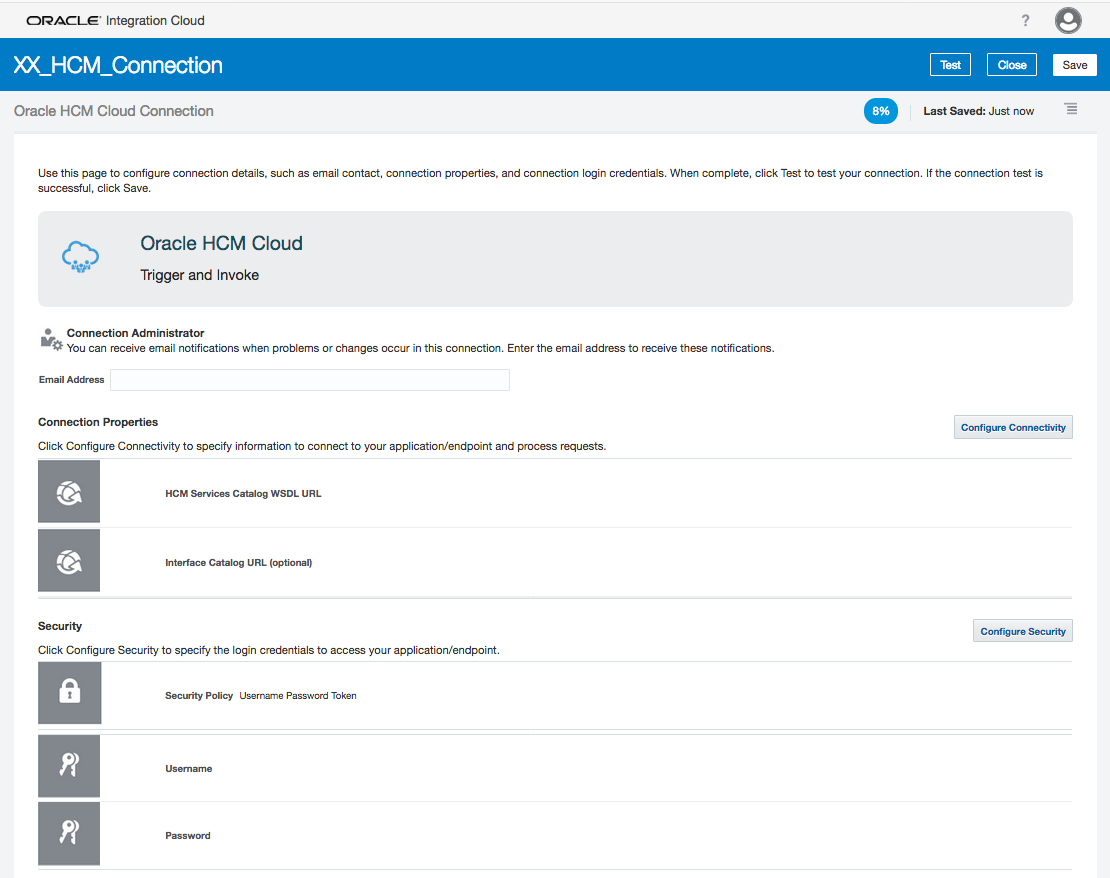 ORACLE® Integration Cloud ?
XX_HCM_Connection Test Close Save
Oracle HCM Cloud Connection 8% Last Saved: Just now
Use this page to configure connection details, such as email contact, connection properties, and connection login credentials. When complete, click Test to test your connection. If the connection test is
successful, click Save.
Oracle HCM Cloud
Trigger and Invoke
Connection Administrator
You can receive email notifications when problems or changes occur in this connection. Enter the email address to receive these notifications.
Email Address
Connection Properties Configure Connectivity
Click Configure Connectivity to specify information to connect to your application/endpoint and process requests.
HCM Services Catalog WSDL URL
Interface Catalog URL (optional)
Security Configure Security
Click Configure Security to specify the login credentials to access your application/endpoint.
Security Policy Username Password Token
Username
Password